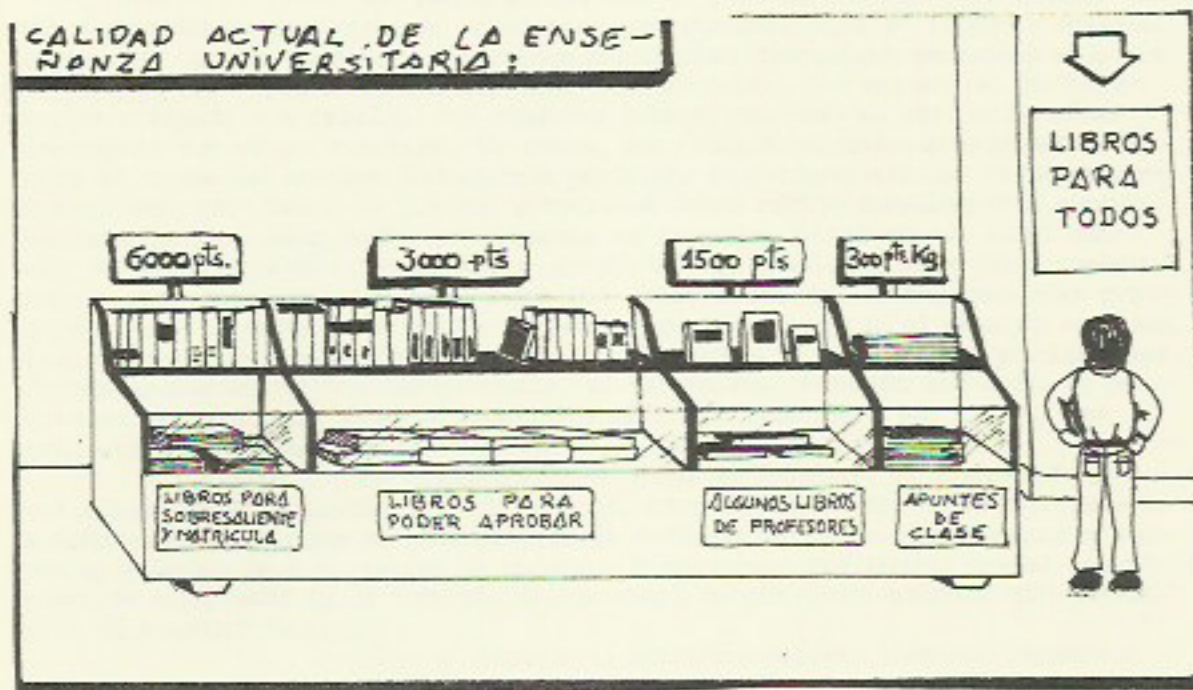 CALIDAD ACTUAL DE LA ENSE-
ÑANZA UNIVERSITARIA:
LIBROS
PARA
TODOS
6000 pts.
3000 pts
1500 pts
300 pts Kg.
LIBROS PARA
SOBRESALIENTE
Y MATRICULA
LIBROS PARA
PODER APROBAR
ALGUNOS LIBROS
DE PROFESORES
APUNTES
DE
CLASE